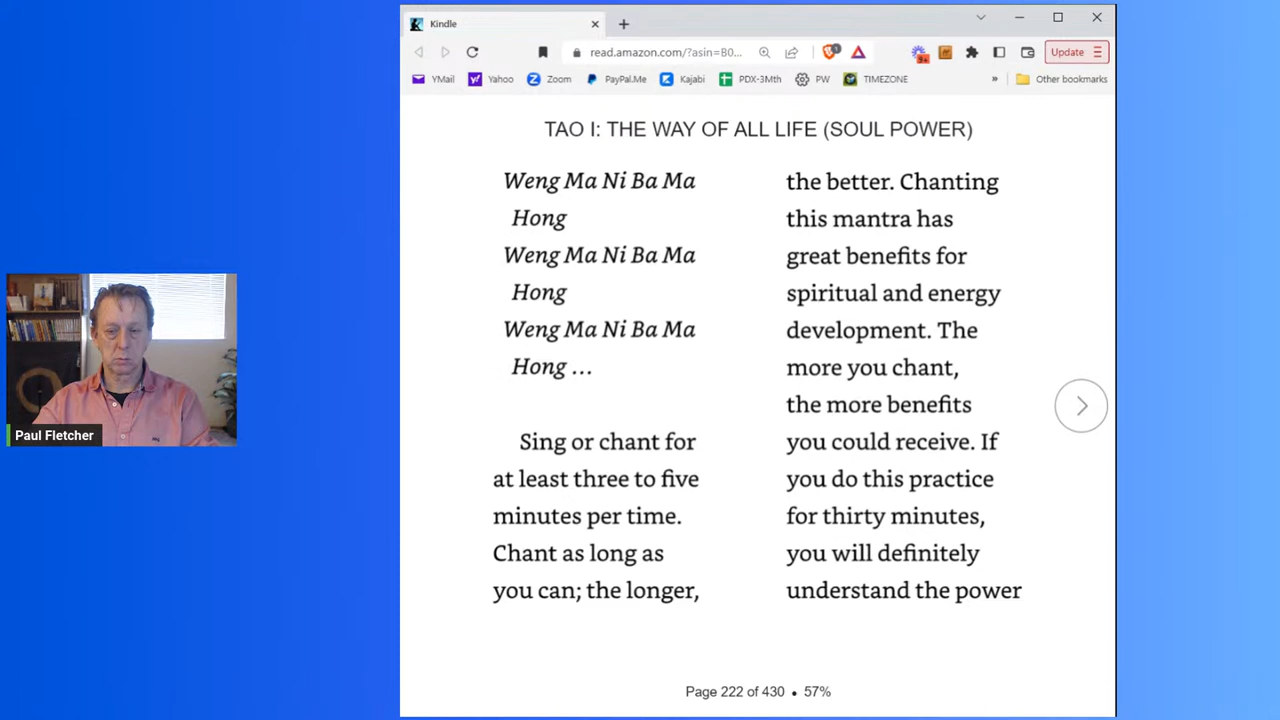 Kindle
read.amazon.com/?asin=B0...
1
9+
Update
YMail
Yahoo
Zoom
PayPal.Me
Kajabi
PDX-3Mth
PW
TIMEZONE
»
Other bookmarks
TAO I: THE WAY OF ALL LIFE (SOUL POWER)
Weng Ma Ni Ba Ma
Hong
Weng Ma Ni Ba Ma
Hong
Weng Ma Ni Ba Ma
Hong …
Sing or chant for
at least three to five
minutes per time.
Chant as long as
you can; the longer,
the better. Chanting
this mantra has
great benefits for
spiritual and energy
development. The
more you chant,
the more benefits
you could receive. If
you do this practice
for thirty minutes,
you will definitely
understand the power
Page 222 of 430 • 57%
Paul Fletcher